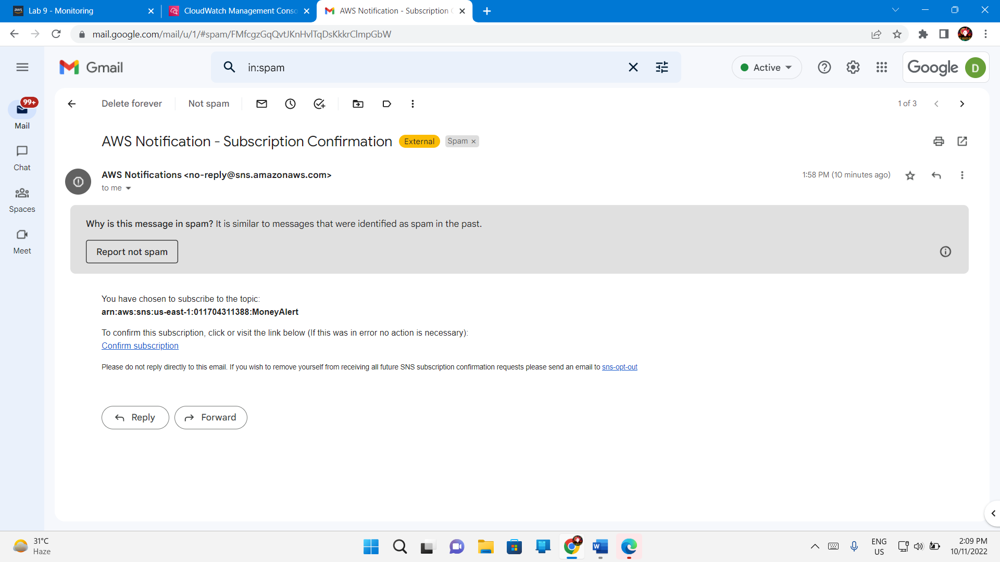 aws Lab 9 - Monitoring
CloudWatch Management Conso
AWS Notification - Subscription C
mail.google.com/mail/u/1/#spam/FMfcgzGqQvtJKnHvlTqDsKkkrClmpGbW
Gmail
in:spam
Active
Google D
99+
Mail
Chat
Spaces
Meet
Delete forever
Not spam
1 of 3
AWS Notification - Subscription Confirmation External Spam ×
AWS Notifications <no-reply@sns.amazonaws.com>
1:58 PM (10 minutes ago)
to me
Why is this message in spam? It is similar to messages that were identified as spam in the past.
Report not spam
You have chosen to subscribe to the topic:
arn:aws:sns:us-east-1:011704311388:MoneyAlert
To confirm this subscription, click or visit the link below (If this was in error no action is necessary):
Confirm subscription
Please do not reply directly to this email. If you wish to remove yourself from receiving all future SNS subscription confirmation requests please send an email to sns-opt-out
Reply
Forward
31°C
Haze
W
ENG
US
2:09 PM
10/11/2022